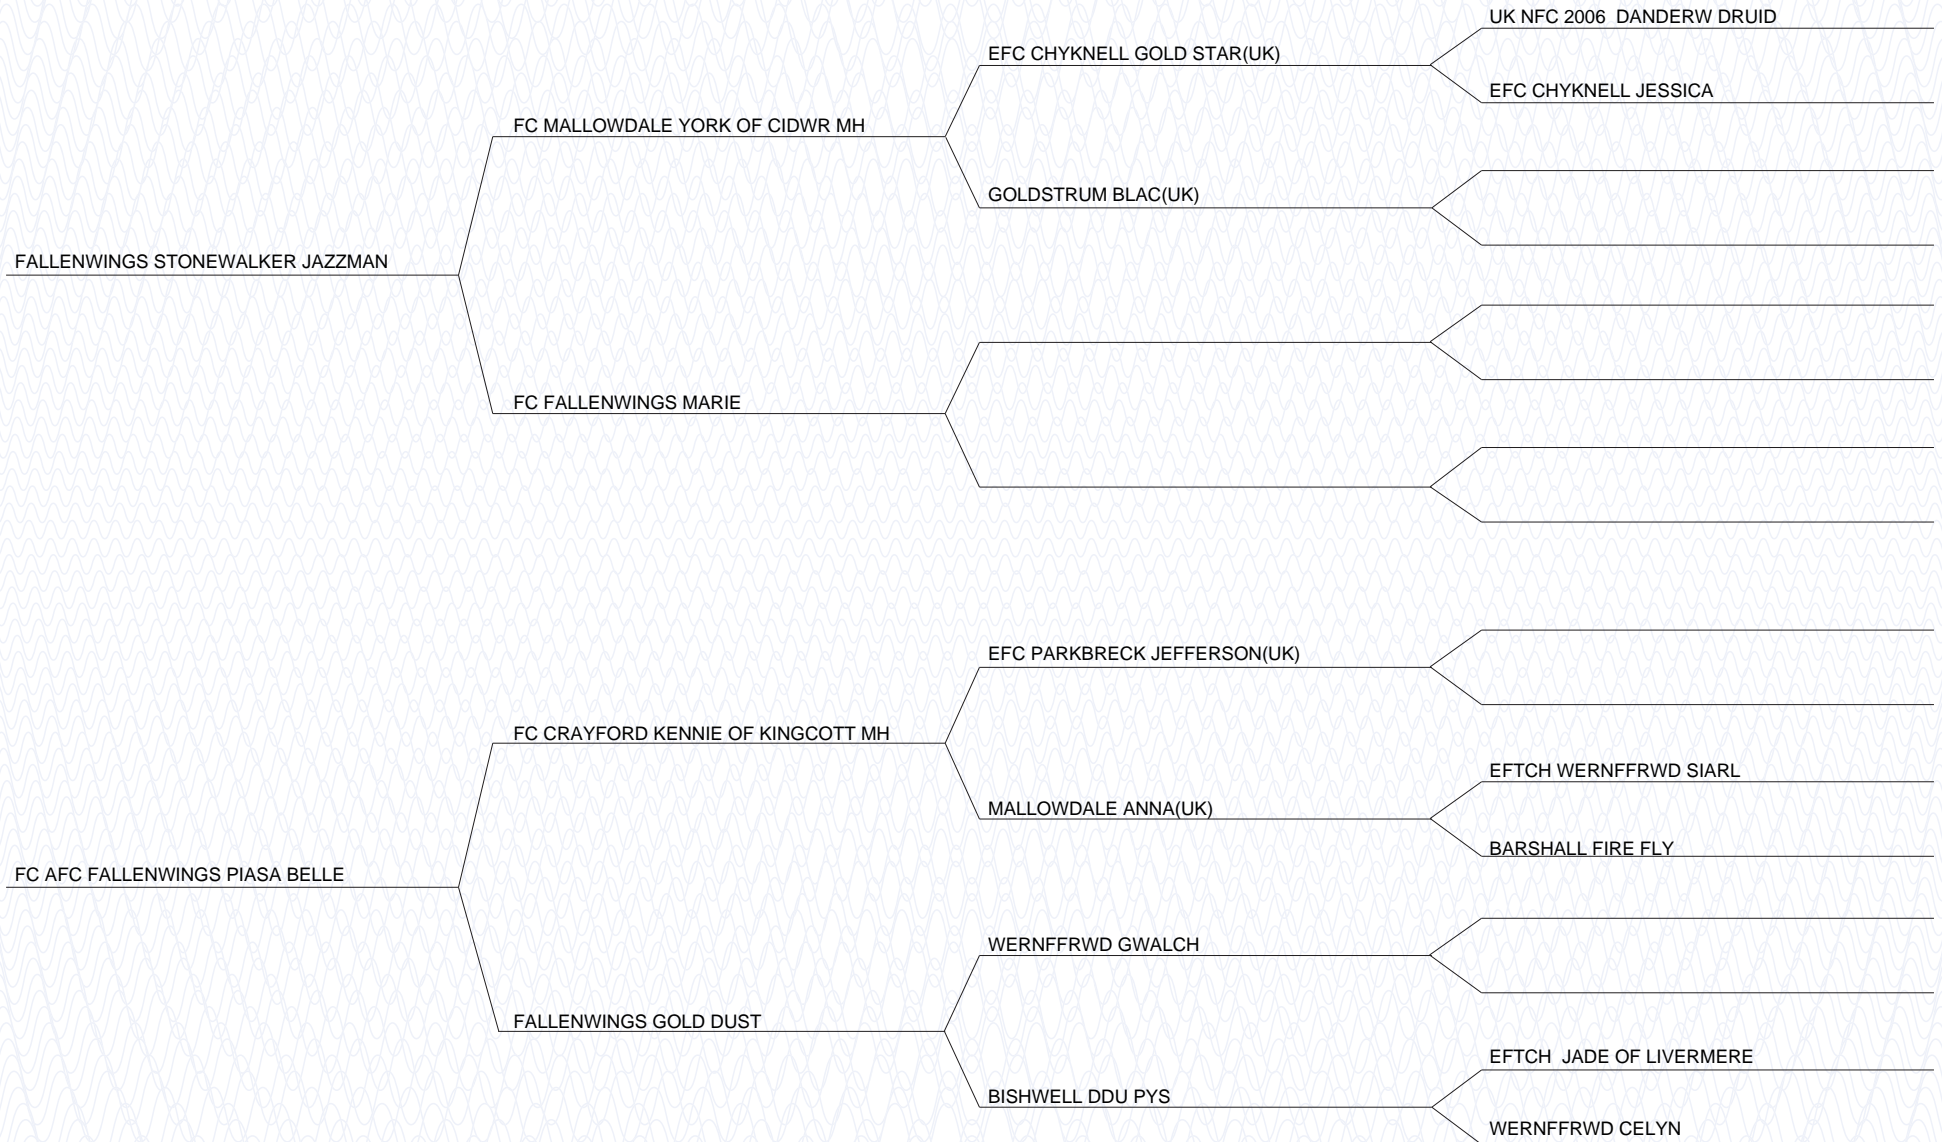 UK NFC 2006  DANDERW DRUID
EFC CHYKNELL GOLD STAR(UK)
EFC CHYKNELL JESSICA
FC MALLOWDALE YORK OF CIDWR MH
GOLDSTRUM BLAC(UK)
FALLENWINGS STONEWALKER JAZZMAN
FC FALLENWINGS MARIE
EFC PARKBRECK JEFFERSON(UK)
FC CRAYFORD KENNIE OF KINGCOTT MH
EFTCH WERNFFRWD SIARL
MALLOWDALE ANNA(UK)
BARSHALL FIRE FLY
FC AFC FALLENWINGS PIASA BELLE
WERNFFRWD GWALCH
FALLENWINGS GOLD DUST
EFTCH  JADE OF LIVERMERE
BISHWELL DDU PYS
WERNFFRWD CELYN